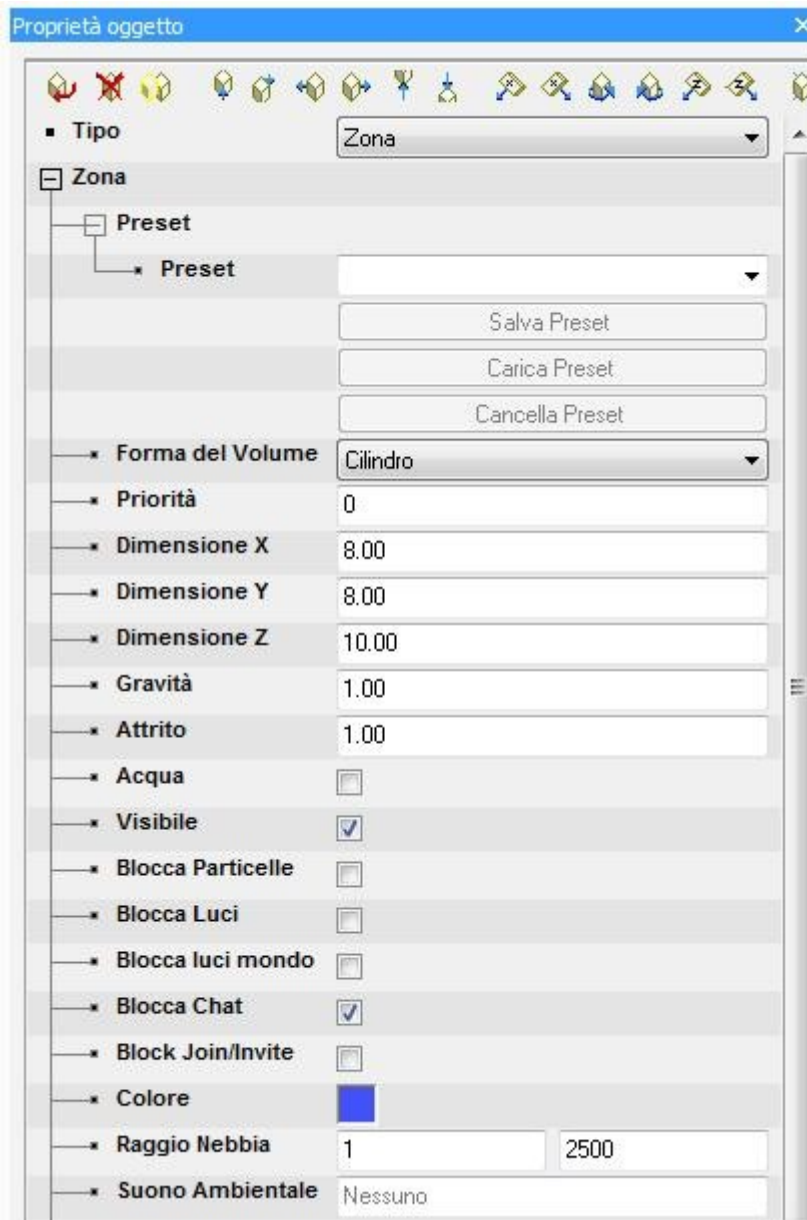 Proprietà oggetto
Tipo Zona
Zona
Preset
Preset
Salva Preset
Carica Preset
Cancella Preset
Forma del Volume Cilindro
Priorità 0
Dimensione X 8.00
Dimensione Y 8.00
Dimensione Z 10.00
Gravità 1.00
Attrito 1.00
Acqua
Visibile
Blocca Particelle
Blocca Luci
Blocca luci mondo
Blocca Chat
Block Join/Invite
Colore
Raggio Nebbia 1 2500
Suono Ambientale Nessuno